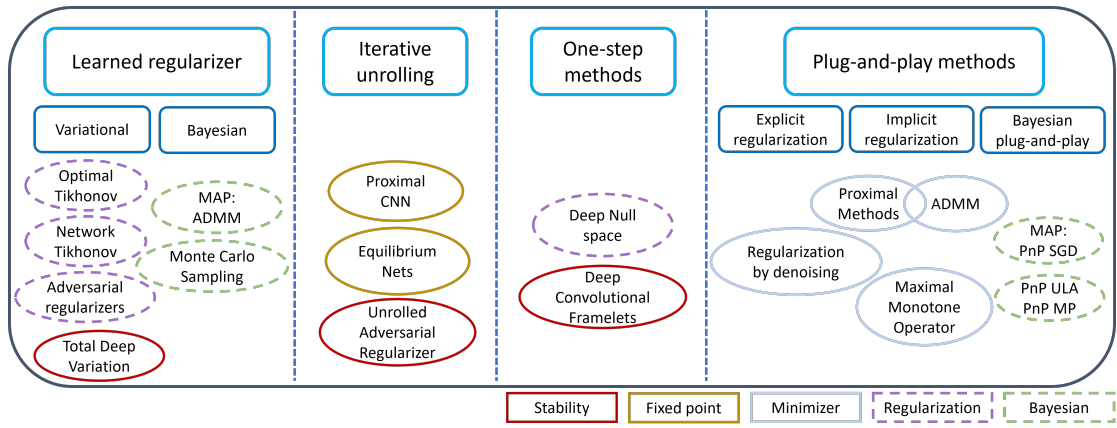 Learned regularizer
Variational
Bayesian
Optimal
Tikhonov
Network
Tikhonov
Adversarial
regularizers
Total Deep
Variation
MAP:
ADMM
Monte Carlo
Sampling
Iterative
unrolling
Proximal
CNN
Equilibrium
Nets
Unrolled
Adversarial
Regularizer
One-step
methods
Deep Null
space
Deep
Convolutional
Framelets
Plug-and-play methods
Explicit
regularization
Implicit
regularization
Bayesian
plug-and-play
Proximal
Methods
ADMM
Regularization
by denoising
Maximal
Monotone
Operator
MAP:
PnP SGD
PnP ULA
PnP MP
Stability
Fixed point
Minimizer
Regularization
Bayesian